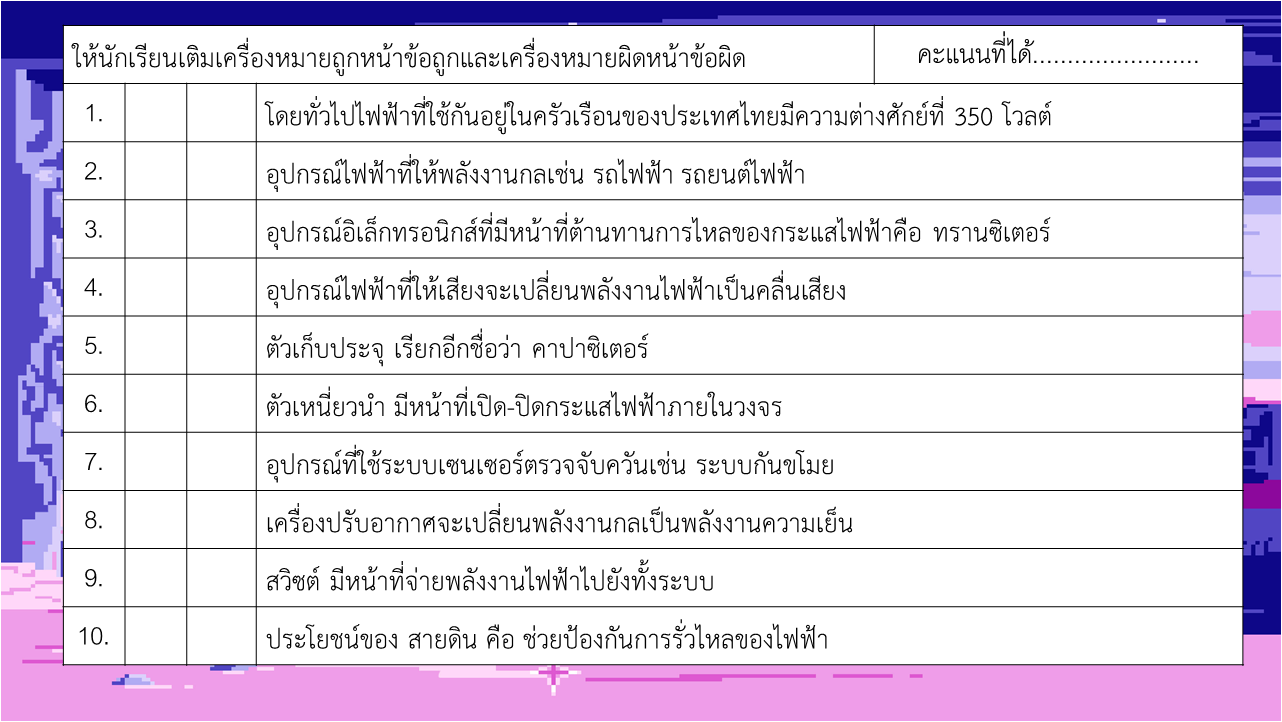 ให้นักเรียนเติมเครื่องหมายถูกหน้าข้อถูกและเครื่องหมายผิดหน้าข้อผิด คะแนนที่ได้........................
1. โดยทั่วไปไฟฟ้าที่ใช้กันอยู่ในครัวเรือนของประเทศไทยมีความต่างศักย์ที่ 350 โวลต์
2. อุปกรณ์ไฟฟ้าที่ให้พลังงานกลเช่น รถไฟฟ้า รถยนต์ไฟฟ้า
3. อุปกรณ์อิเล็กทรอนิกส์ที่มีหน้าที่ต้านทานการไหลของกระแสไฟฟ้าคือ ทรานซิเตอร์
4. อุปกรณ์ไฟฟ้าที่ให้เสียงจะเปลี่ยนพลังงานไฟฟ้าเป็นคลื่นเสียง
5. ตัวเก็บประจุ เรียกอีกชื่อว่า คาปาซิเตอร์
6. ตัวเหนี่ยวนำ มีหน้าที่เปิด-ปิดกระแสไฟฟ้าภายในวงจร
7. อุปกรณ์ที่ใช้ระบบเซนเซอร์ตรวจจับควันเช่น ระบบกันขโมย
8. เครื่องปรับอากาศจะเปลี่ยนพลังงานกลเป็นพลังงานความเย็น
9. สวิซต์ มีหน้าที่จ่ายพลังงานไฟฟ้าไปยังทั้งระบบ
10. ประโยชน์ของ สายดิน คือ ช่วยป้องกันการรั่วไหลของไฟฟ้า